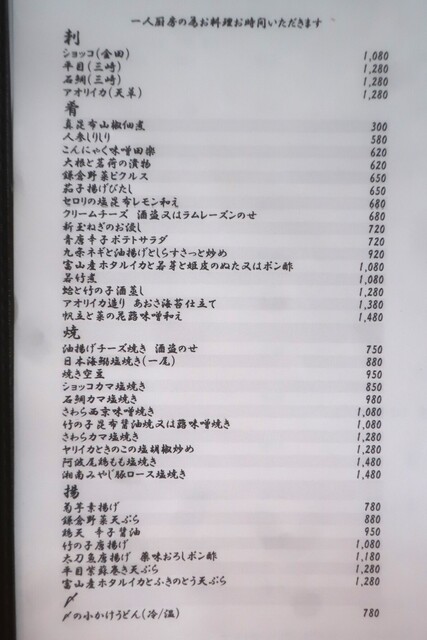 一人厨房の為お料理お時間いただきます
刺
ショッコ(金田) 1,080
平目(三崎) 1,280
石鯛(三崎) 1,280
アオリイカ(天草) 1,280
肴
真昆布山椒佃煮 300
人参しりしり 580
こんにゃく味噌田楽 620
大根と茗荷の漬物 620
鎌倉野菜ピクルス 650
茄子揚げびたし 650
セロリの塩昆布レモン和え 680
クリームチーズ 酒盗又はラムレーズンのせ 680
新玉ねぎのお浸し 720
青唐辛子ポテトサラダ 720
九条ネギと油揚げとしらすさっと炒め 920
富山産ホタルイカと若芽と蛇皮のぬた又はポン酢 1,080
若竹煮 1,080
蛤と竹の子酒蒸し 1,280
アオリイカ造り あおさ海苔仕立て 1,380
帆立と菜の花蕗味噌和え 1,480
焼
油揚げチーズ焼き 酒盗のせ 750
日本海鰯塩焼き(一尾) 880
焼き空豆 950
ショッコカマ塩焼き 850
石鯛カマ塩焼き 980
さわら西京味噌焼き 1,080
竹の子昆布醤油焼又は蕗味噌焼き 1,080
さわらカマ塩焼き 1,280
ヤリイカときのこの塩胡椒炒め 1,280
阿波尾鶏もも塩焼き 1,480
湘南みやじ豚ロース塩焼き 1,480
揚
菊芋素揚げ 780
鎌倉野菜天ぷら 880
鶏天 辛子醤油 950
竹の子唐揚げ 1,080
太刀魚唐揚げ 薬味おろしポン酢 1,180
平目紫蘇巻き天ぷら 1,280
富山産ホタルイカとふきのとう天ぷら 1,280
〆
〆の小かけうどん(冷/温) 780